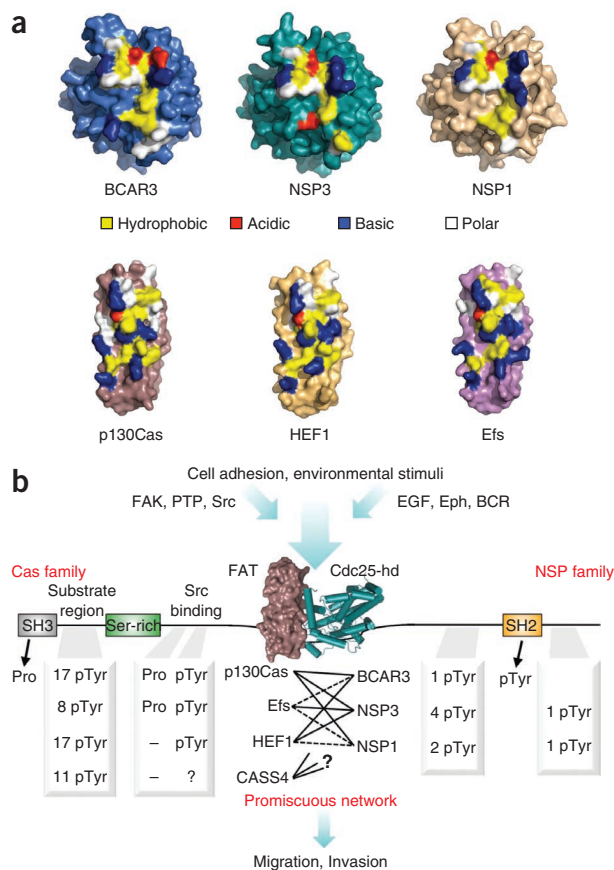 a
BCAR3 NSP3 NSP1
Hydrophobic Acidic Basic Polar
p130Cas HEF1 Efs
b
Cell adhesion, environmental stimuli
FAK, PTP, Src EGF, Eph, BCR
Cas family FAT Cdc25-hd NSP family
Substrate region Src binding
SH3 Ser-rich SH2
Pro pTyr
17 pTyr Pro pTyr p130Cas BCAR3 1 pTyr
8 pTyr Pro pTyr Efs NSP3 4 pTyr 1 pTyr
17 pTyr – pTyr HEF1 NSP1 2 pTyr 1 pTyr
11 pTyr – ? CASS4 ?
Promiscuous network
Migration, Invasion